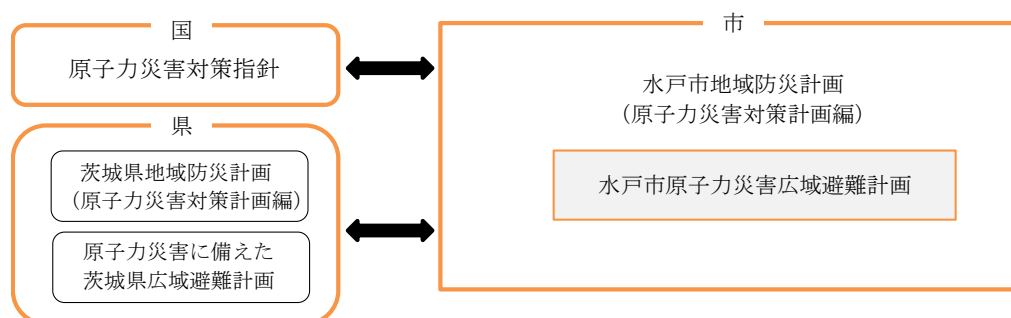 国
原子力災害対策指針
県
茨城県地域防災計画
（原子力災害対策計画編）
原子力災害に備えた
茨城県広域避難計画
市
水戸市地域防災計画
（原子力災害対策計画編）
水戸市原子力災害広域避難計画